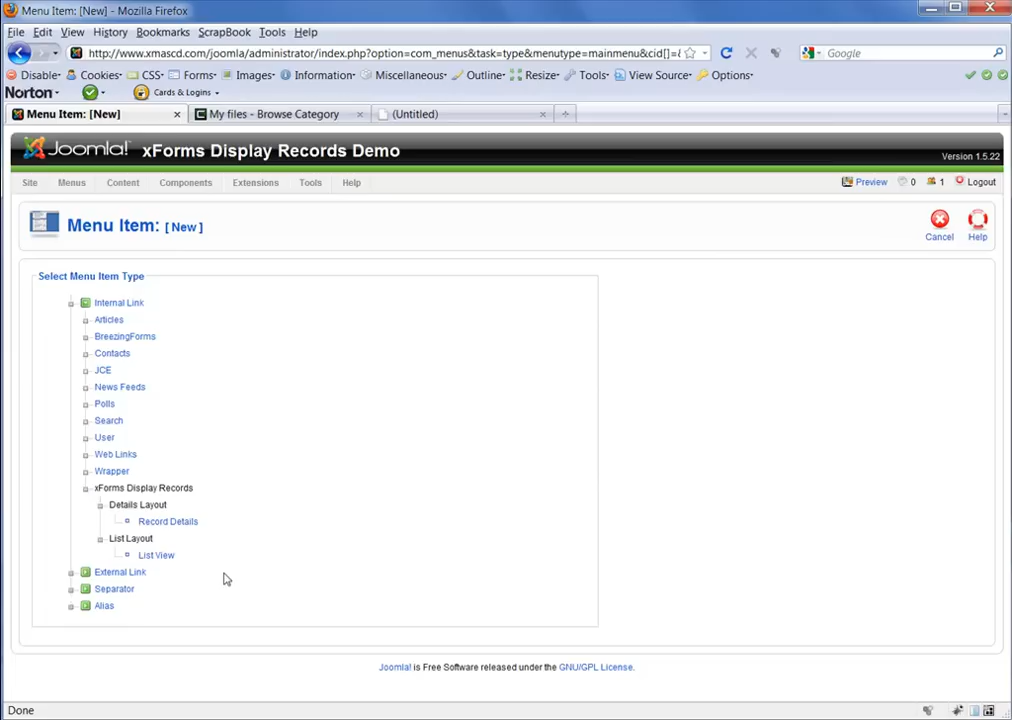 Menu Item: [New] - Mozilla Firefox
File Edit View History Bookmarks ScrapBook Tools Help
http://www.xmascd.com/joomla/administrator/index.php?option=com_menus&task=type&menutype=mainmenu&cid[]=& Google
Disable Cookies CSS Forms Images Information Miscellaneous Outline Resize Tools View Source Options
Norton Cards & Logins
Menu Item: [New] My files - Browse Category (Untitled)
Joomla! xForms Display Records Demo Version 1.5.22
Site Menus Content Components Extensions Tools Help Preview 0 1 Logout
Menu Item: [ New ] Cancel Help
Select Menu Item Type
Internal Link
Articles
BreezingForms
Contacts
JCE
News Feeds
Polls
Search
User
Web Links
Wrapper
xForms Display Records
Details Layout
Record Details
List Layout
List View
External Link
Separator
Alias
Joomla! is Free Software released under the GNU/GPL License.
Done